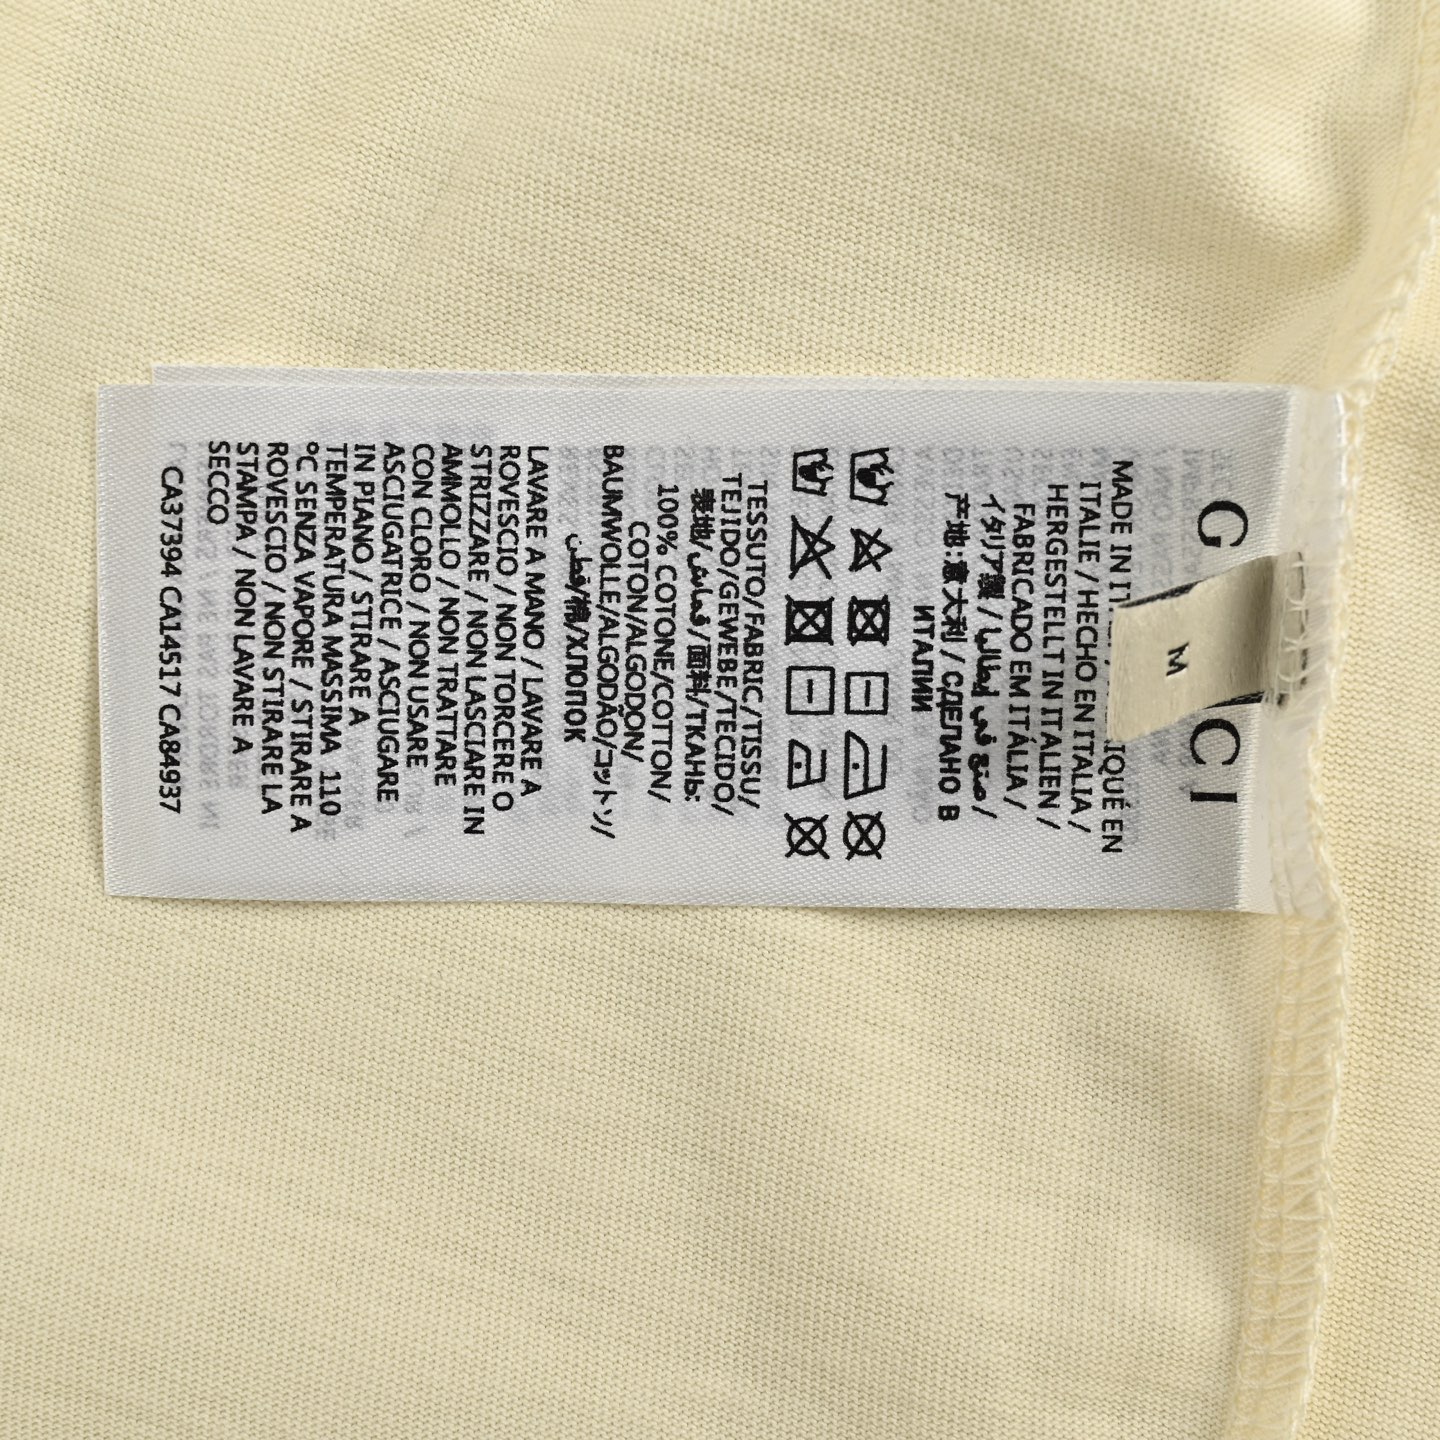 G CI
M
MADE IN IT IQUÉ EN
ITALIE / HECHO EN ITALIA /
HERGESTELLT IN ITALIEN /
FABRICADO EM ITÁLIA /
イタリア製 / صنع في إيطاليا /
产地:意大利 / СДЕЛАНО В
ИТАЛИИ
TESSUTO/FABRIC/TISSU/
TEJIDO/GEWEBE/TECIDO/
表地/قماش/面料/ТКАНЬ:
100% COTONE/COTTON/
COTON/ALGODÓN/
BAUMWOLLE/ALGODÃO/コットン/
قطن/棉/ХЛОПОК
LAVARE A MANO / LAVARE A
ROVESCIO / NON TORCERE O
STRIZZARE / NON LASCIARE IN
AMMOLLO / NON TRATTARE
CON CLORO / NON USARE
ASCIUGATRICE / ASCIUGARE
IN PIANO / STIRARE A
TEMPERATURA MASSIMA 110
°C SENZA VAPORE / STIRARE A
ROVESCIO / NON STIRARE LA
STAMPA / NON LAVARE A
SECCO
CA37394 CA14517 CA84937